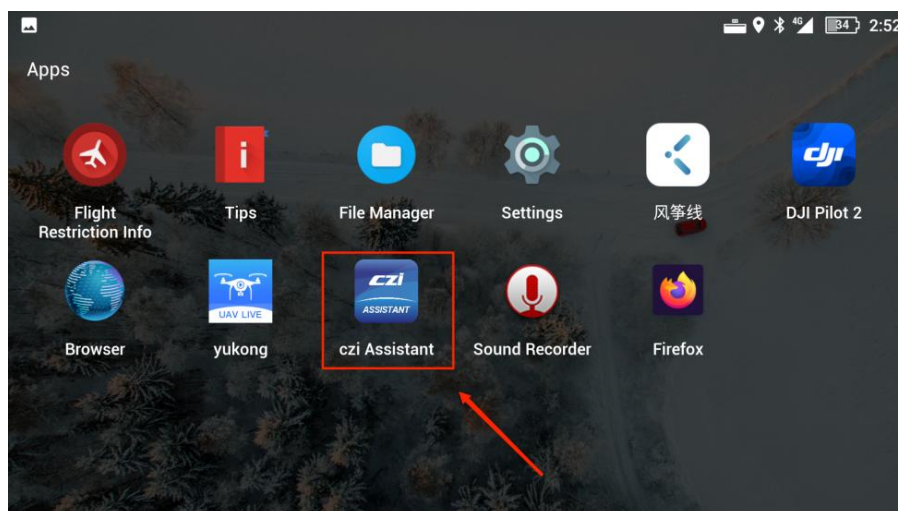 4G 34 2:52
Apps
dji
Flight
Restriction Info
Tips
File Manager
Settings
风筝线
DJI Pilot 2
UAV LIVE
czi
ASSISTANT
Browser
yukong
czi Assistant
Sound Recorder
Firefox